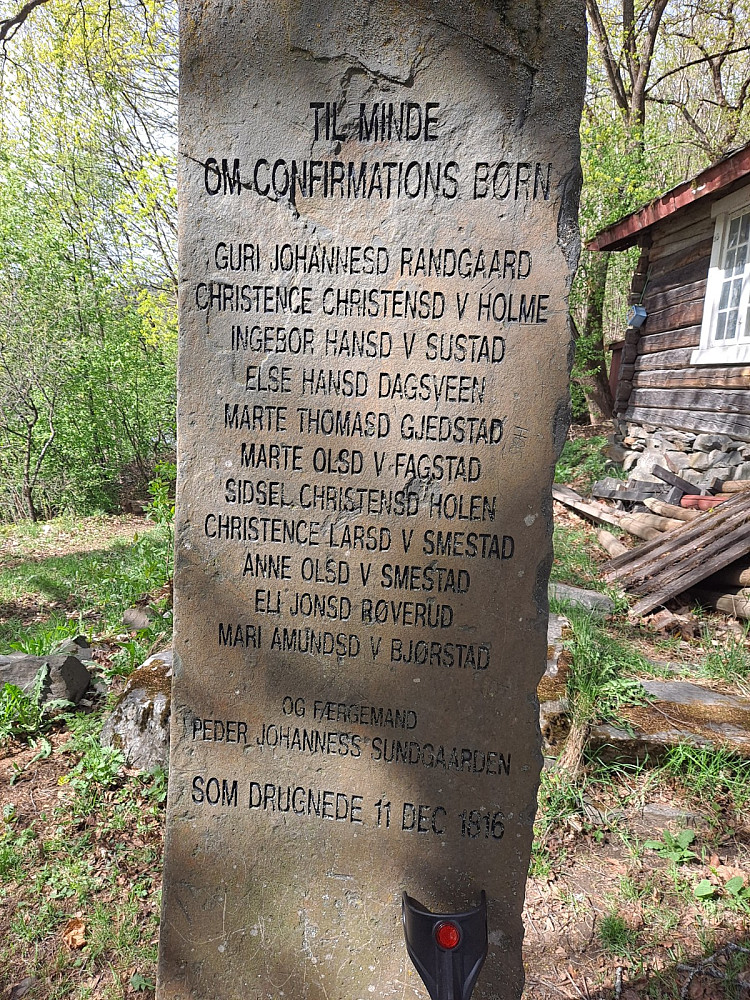 TIL MINDE
OM CONFIRMATIONS BØRN
GURI JOHANNESD RANDGAARD
CHRISTENCE CHRISTENSD V HOLME
INGEBOR HANSD V SUSTAD
ELSE HANSD DAGSVEEN
MARTE THOMASD GJEDSTAD
MARTE OLSD V FAGSTAD
SIDSEL CHRISTENSD HOLEN
CHRISTENCE LARSD V SMESTAD
ANNE OLSD V SMESTAD
ELI JONSD RØVERUD
MARI AMUNDSD V BJØRSTAD
OG FÆRGEMAND
PEDER JOHANNESS SUNDGAARDEN
SOM DRUGNEDE 11 DEC 1816